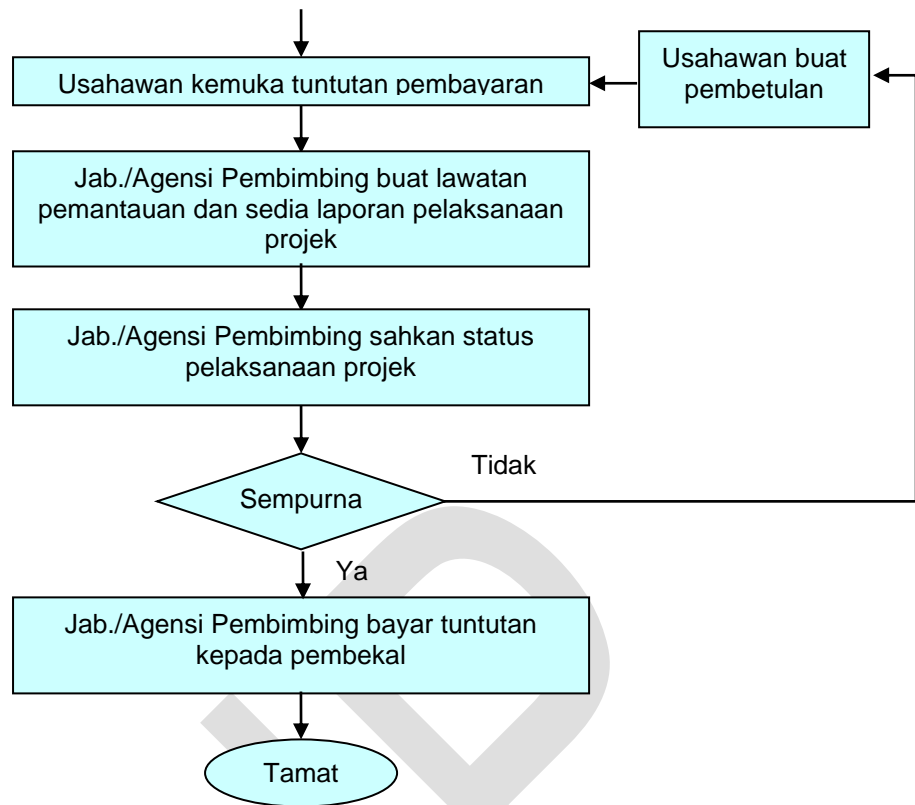 Usahawan kemuka tuntutan pembayaran
Usahawan buat
pembetulan
Jab./Agensi Pembimbing buat lawatan
pemantauan dan sedia laporan pelaksanaan
projek
Jab./Agensi Pembimbing sahkan status
pelaksanaan projek
Sempurna
Tidak
Ya
Jab./Agensi Pembimbing bayar tuntutan
kepada pembekal
Tamat